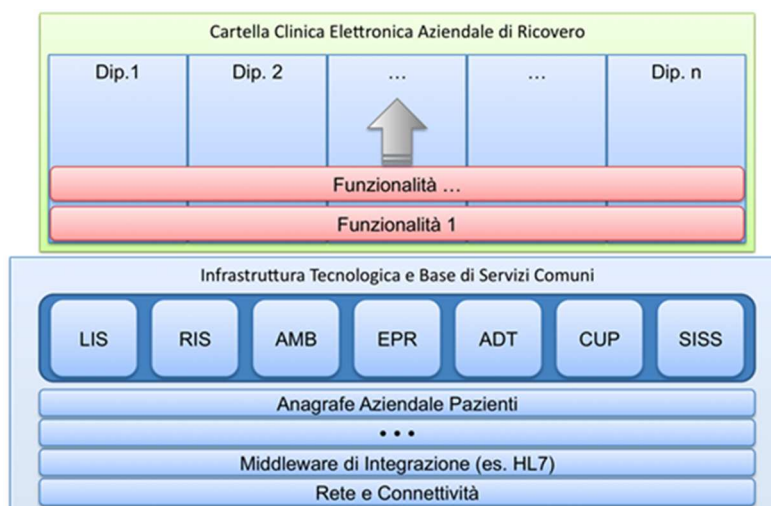 Cartella Clinica Elettronica Aziendale di Ricovero
Dip.1 Dip. 2 ... ... Dip. n
Funzionalità ...
Funzionalità 1
Infrastruttura Tecnologica e Base di Servizi Comuni
LIS RIS AMB EPR ADT CUP SISS
Anagrafe Aziendale Pazienti
...
Middleware di Integrazione (es. HL7)
Rete e Connettività